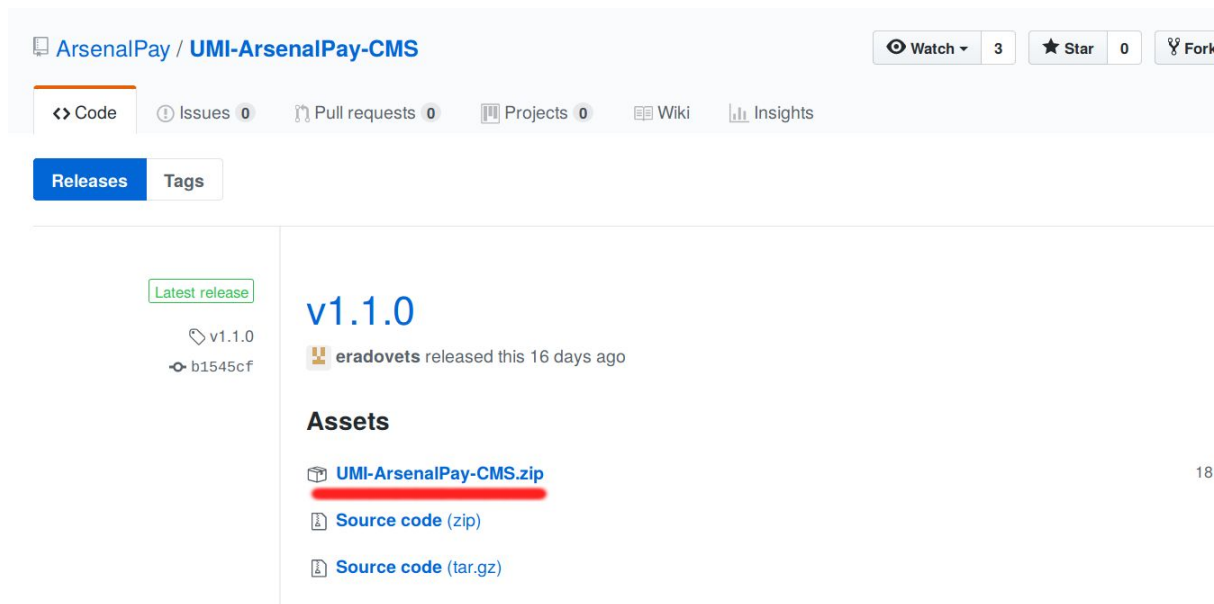 ArsenalPay / UMI-ArsenalPay-CMS
Watch 3 Star 0 Fork
Code Issues 0 Pull requests 0 Projects 0 Wiki Insights
Releases Tags
Latest release
v1.1.0
b1545cf
v1.1.0
eradovets released this 16 days ago
Assets
UMI-ArsenalPay-CMS.zip 18
Source code (zip)
Source code (tar.gz)